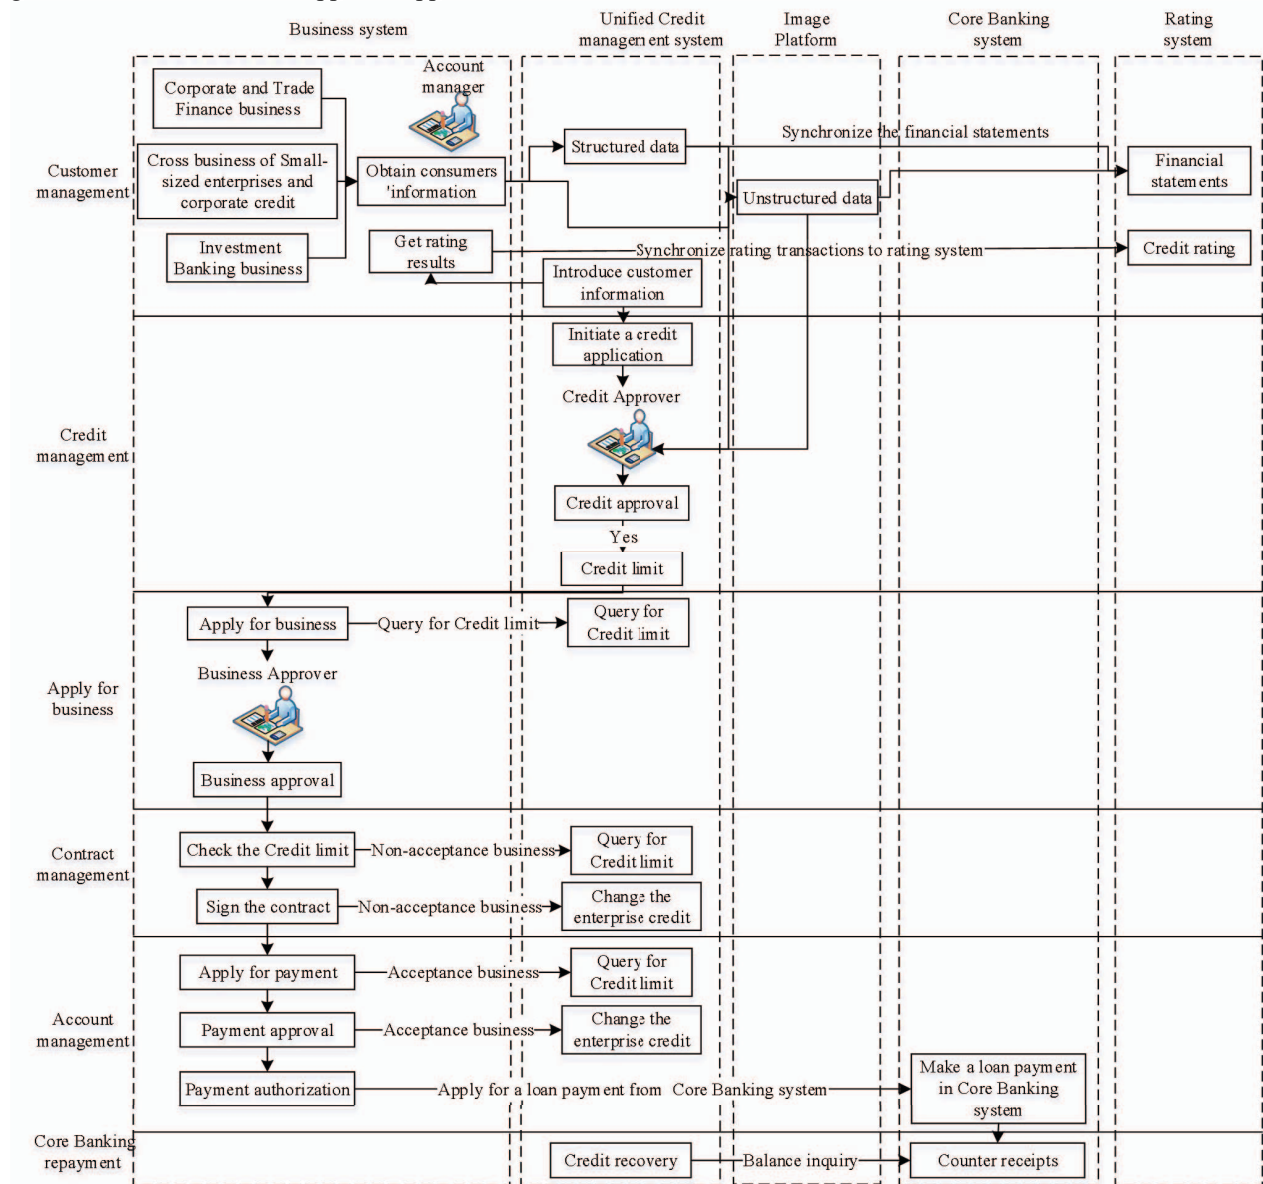 Business system
Unified Credit
management system
Image
Platform
Core Banking
system
Rating
system
Customer
management
Corporate and Trade
Finance business
Cross business of Small-
sized enterprises and
corporate credit
Investment
Banking business
Account
manager
Obtain consumers
'information
Get rating
results
Structured data
Synchronize the financial statements
Unstructured data
Financial
statements
Synchronize rating transactions to rating system
Credit rating
Introduce customer
information
Credit
management
Initiate a credit
application
Credit Approver
Credit approval
Yes
Credit limit
Apply for
business
Apply for business
Query for Credit limit
Query for
Credit limit
Business Approver
Business approval
Contract
management
Check the Credit limit
Non-acceptance business
Query for
Credit limit
Sign the contract
Non-acceptance business
Change the
enterprise credit
Account
management
Apply for payment
Acceptance business
Query for
Credit limit
Payment approval
Acceptance business
Change the
enterprise credit
Payment authorization
Apply for a loan payment from Core Banking system
Make a loan payment
in Core Banking
system
Core Banking
repayment
Credit recovery
Balance inquiry
Counter receipts